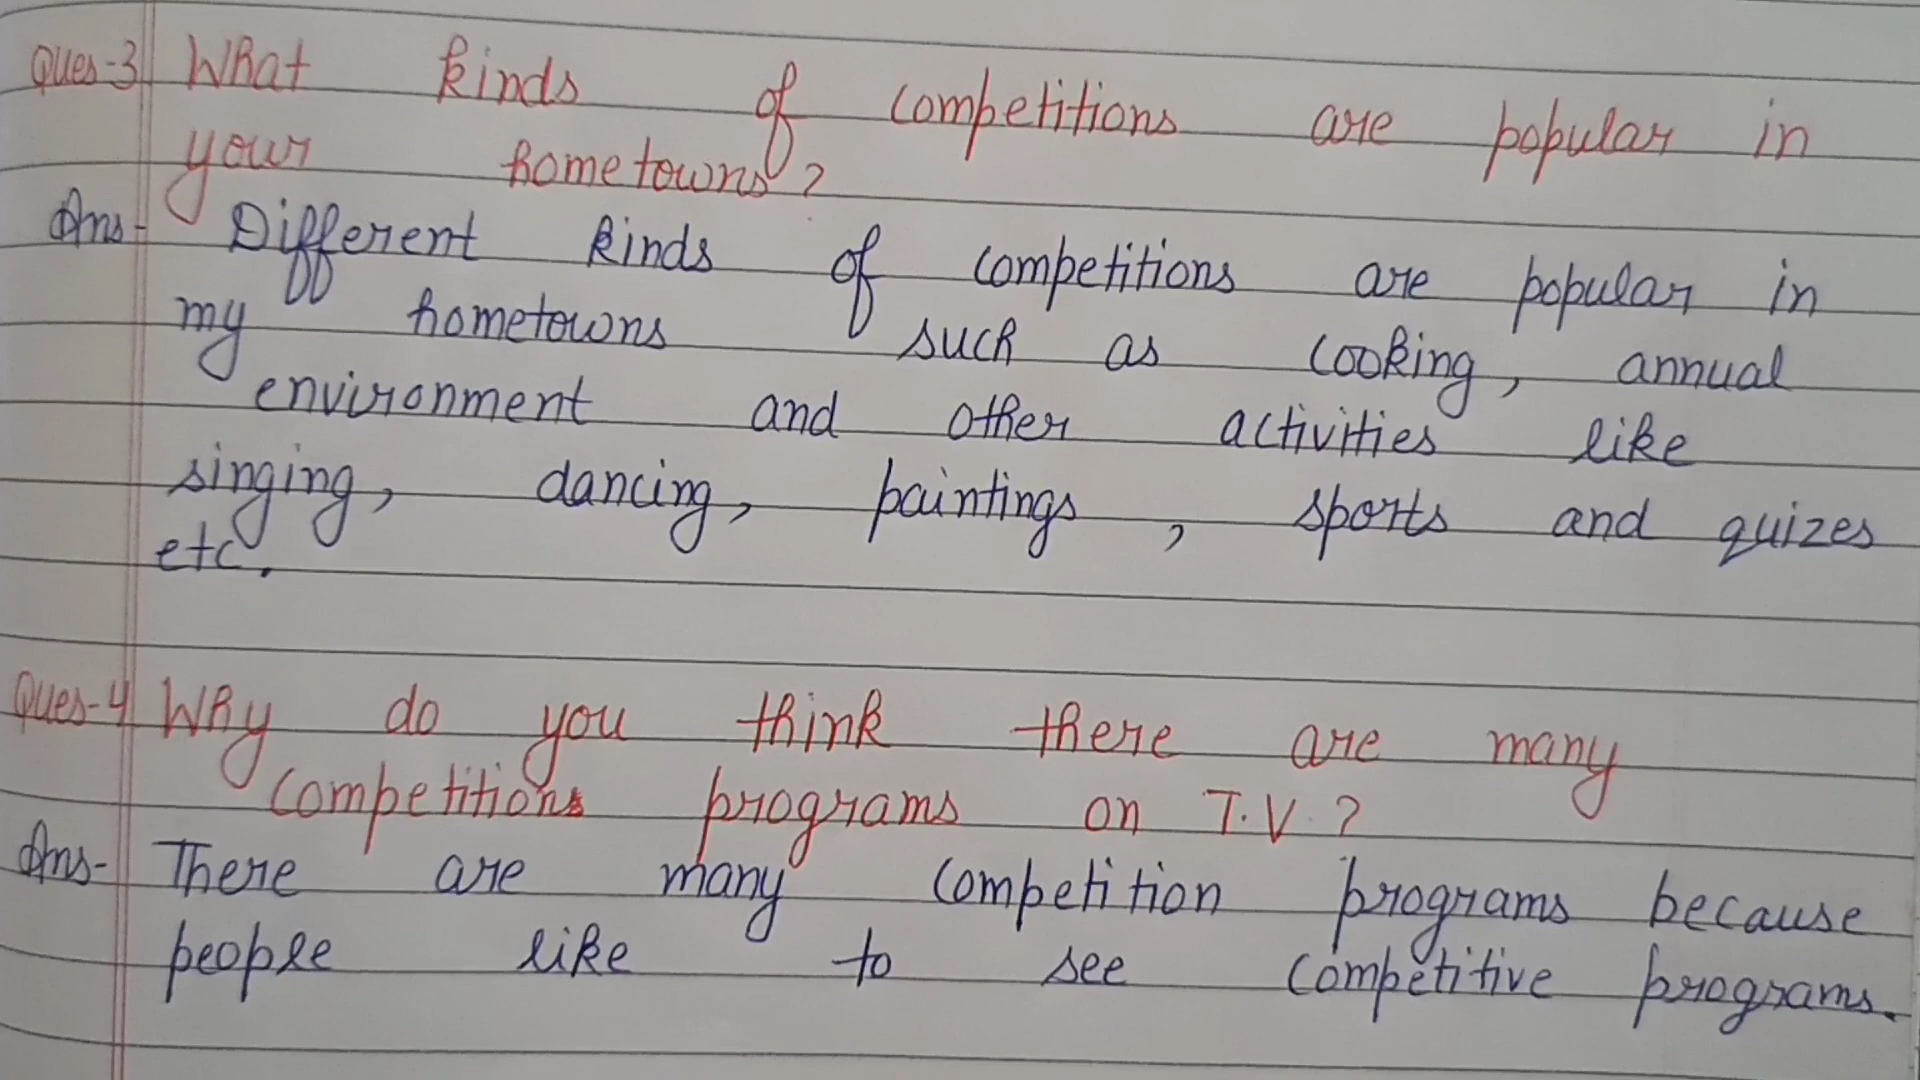 Ques-3 What kinds of competitions are popular in
your hometowns?
Ans- Different kinds of competitions are popular in
my hometowns such as cooking, annual
environment and other activities like
singing, dancing, paintings, sports and quizes
etc.
Ques-4 Why do you think there are many
competitions programs on T.V.?
Ans- There are many competition programs because
people like to see competitive programs.